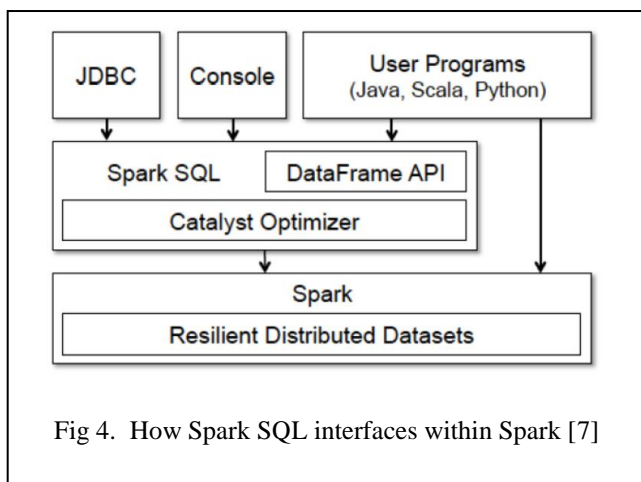 JDBC
Console
User Programs
(Java, Scala, Python)
Spark SQL
DataFrame API
Catalyst Optimizer
Spark
Resilient Distributed Datasets
Fig 4. How Spark SQL interfaces within Spark [7]